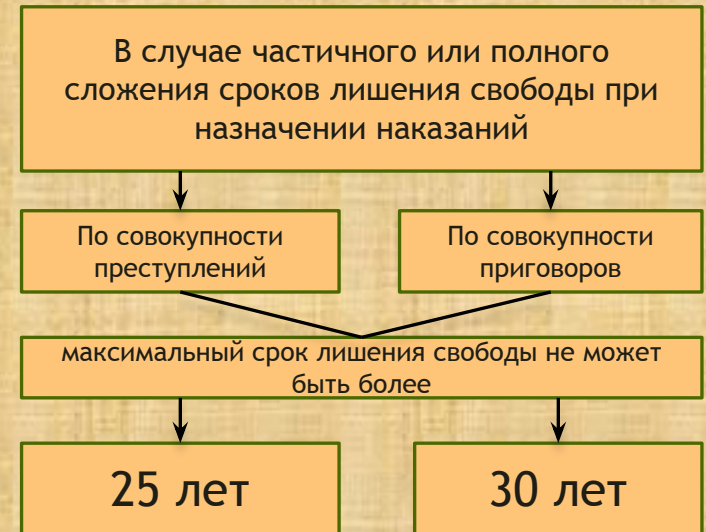 В случае частичного или полного
сложения сроков лишения свободы при
назначении наказаний
По совокупности
преступлений
По совокупности
приговоров
максимальный срок лишения свободы не может
быть более
25 лет
30 лет